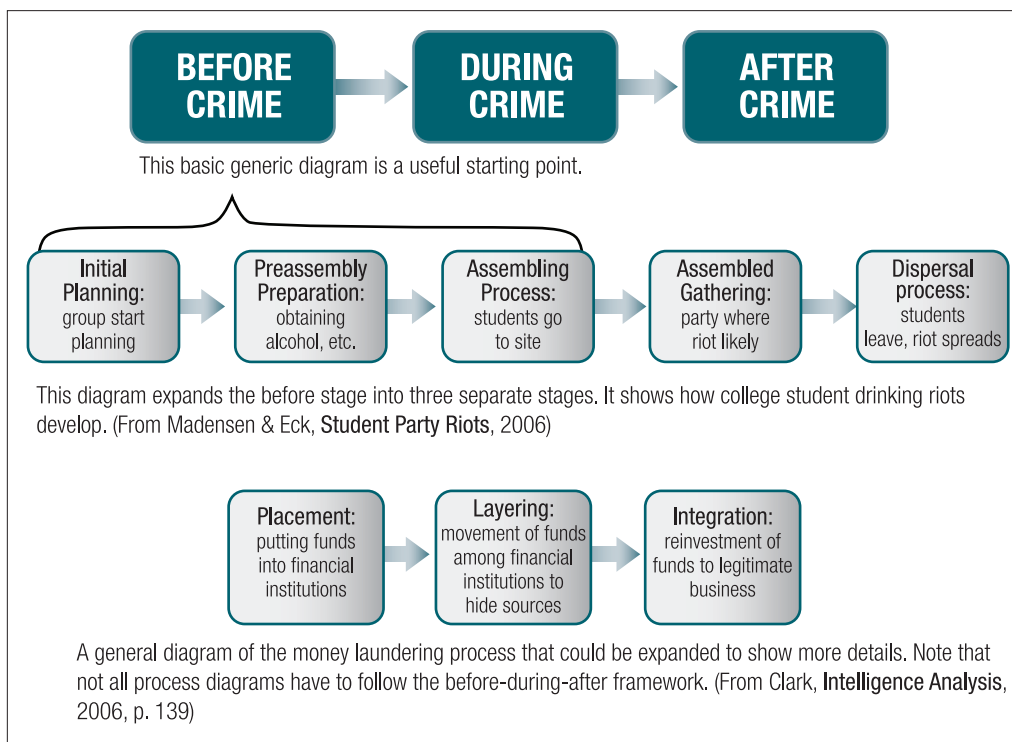 BEFORE
CRIME
DURING
CRIME
AFTER
CRIME
This basic generic diagram is a useful starting point.
Initial
Planning:
group start
planning
Preassembly
Preparation:
obtaining
alcohol, etc.
Assembling
Process:
students go
to site
Assembled
Gathering:
party where
riot likely
Dispersal
process:
students
leave, riot spreads
This diagram expands the before stage into three separate stages. It shows how college student drinking riots
develop. (From Madensen & Eck, Student Party Riots, 2006)
Placement:
putting funds
into financial
institutions
Layering:
movement of funds
among financial
institutions to
hide sources
Integration:
reinvestment of
funds to legitimate
business
A general diagram of the money laundering process that could be expanded to show more details. Note that
not all process diagrams have to follow the before-during-after framework. (From Clark, Intelligence Analysis,
2006, p. 139)